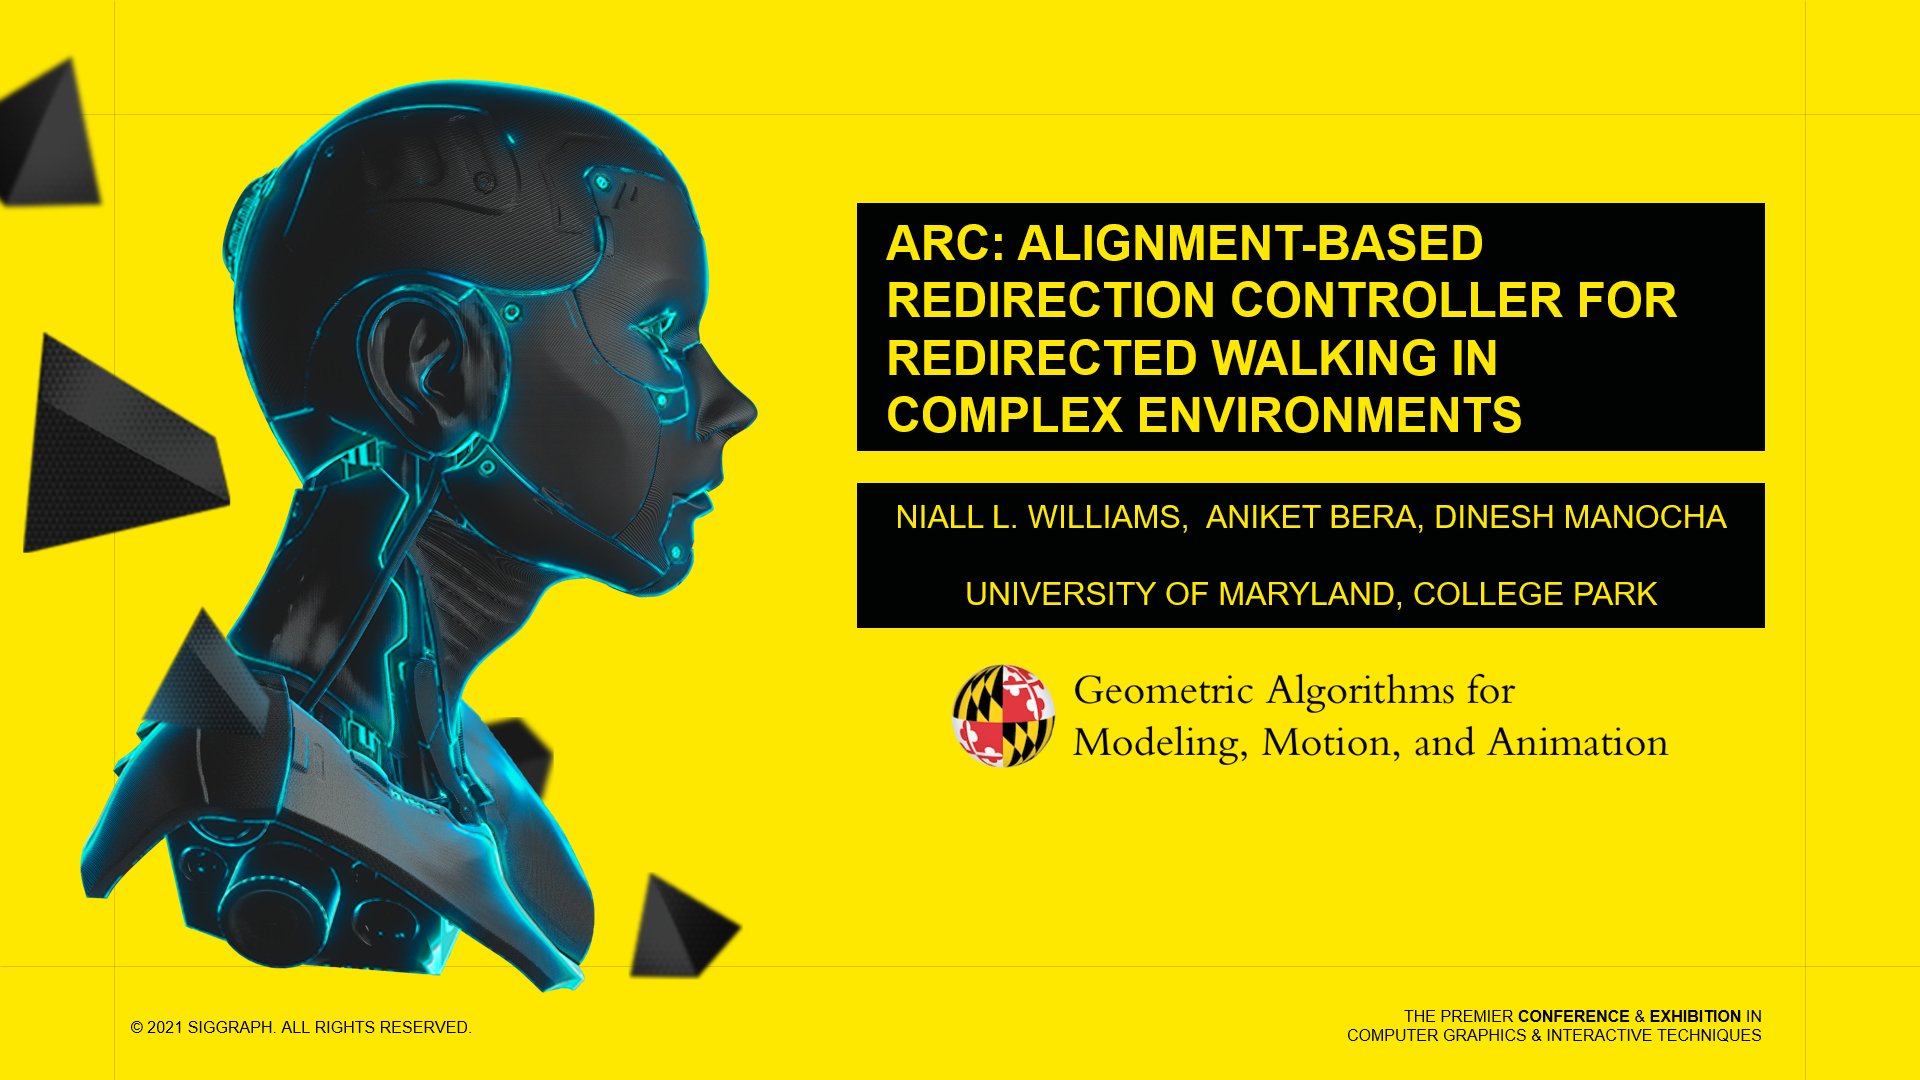 ARC: ALIGNMENT-BASED
REDIRECTION CONTROLLER FOR
REDIRECTED WALKING IN
COMPLEX ENVIRONMENTS
NIALL L. WILLIAMS,  ANIKET BERA, DINESH MANOCHA
UNIVERSITY OF MARYLAND, COLLEGE PARK
Geometric Algorithms for
Modeling, Motion, and Animation
© 2021 SIGGRAPH. ALL RIGHTS RESERVED.
THE PREMIER CONFERENCE & EXHIBITION IN
COMPUTER GRAPHICS & INTERACTIVE TECHNIQUES